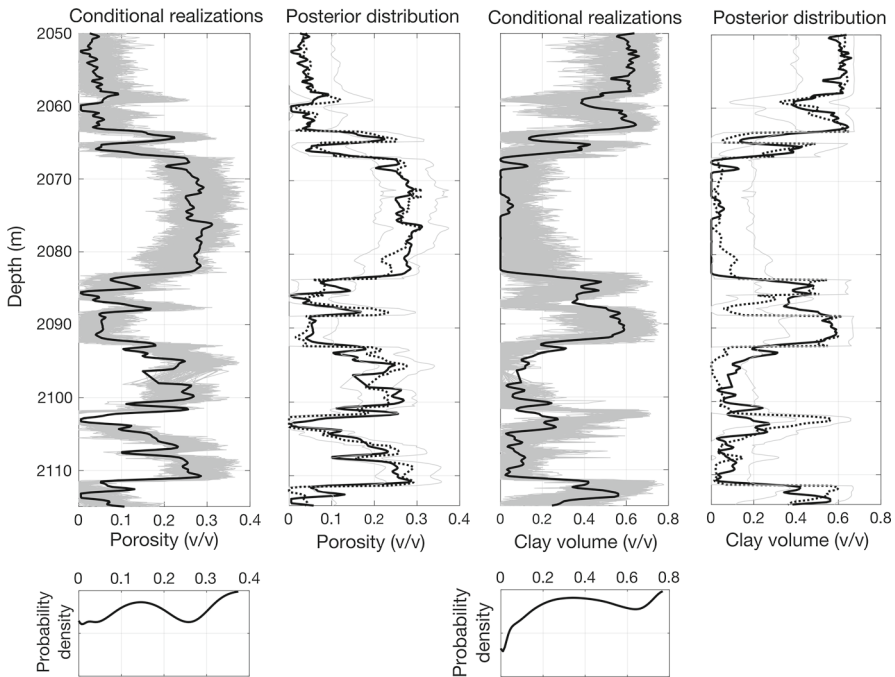 Conditional realizations Posterior distribution Conditional realizations Posterior distribution
2050
2060
2070
2080
2090
2100
2110
Depth (m)
0 0.1 0.2 0.3 0.4 0 0.1 0.2 0.3 0.4 0 0.2 0.4 0.6 0.8 0 0.2 0.4 0.6 0.8
Porosity (v/v) Porosity (v/v) Clay volume (v/v) Clay volume (v/v)
0 0.1 0.2 0.3 0.4 0 0.2 0.4 0.6 0.8
Probability
density
Probability
density